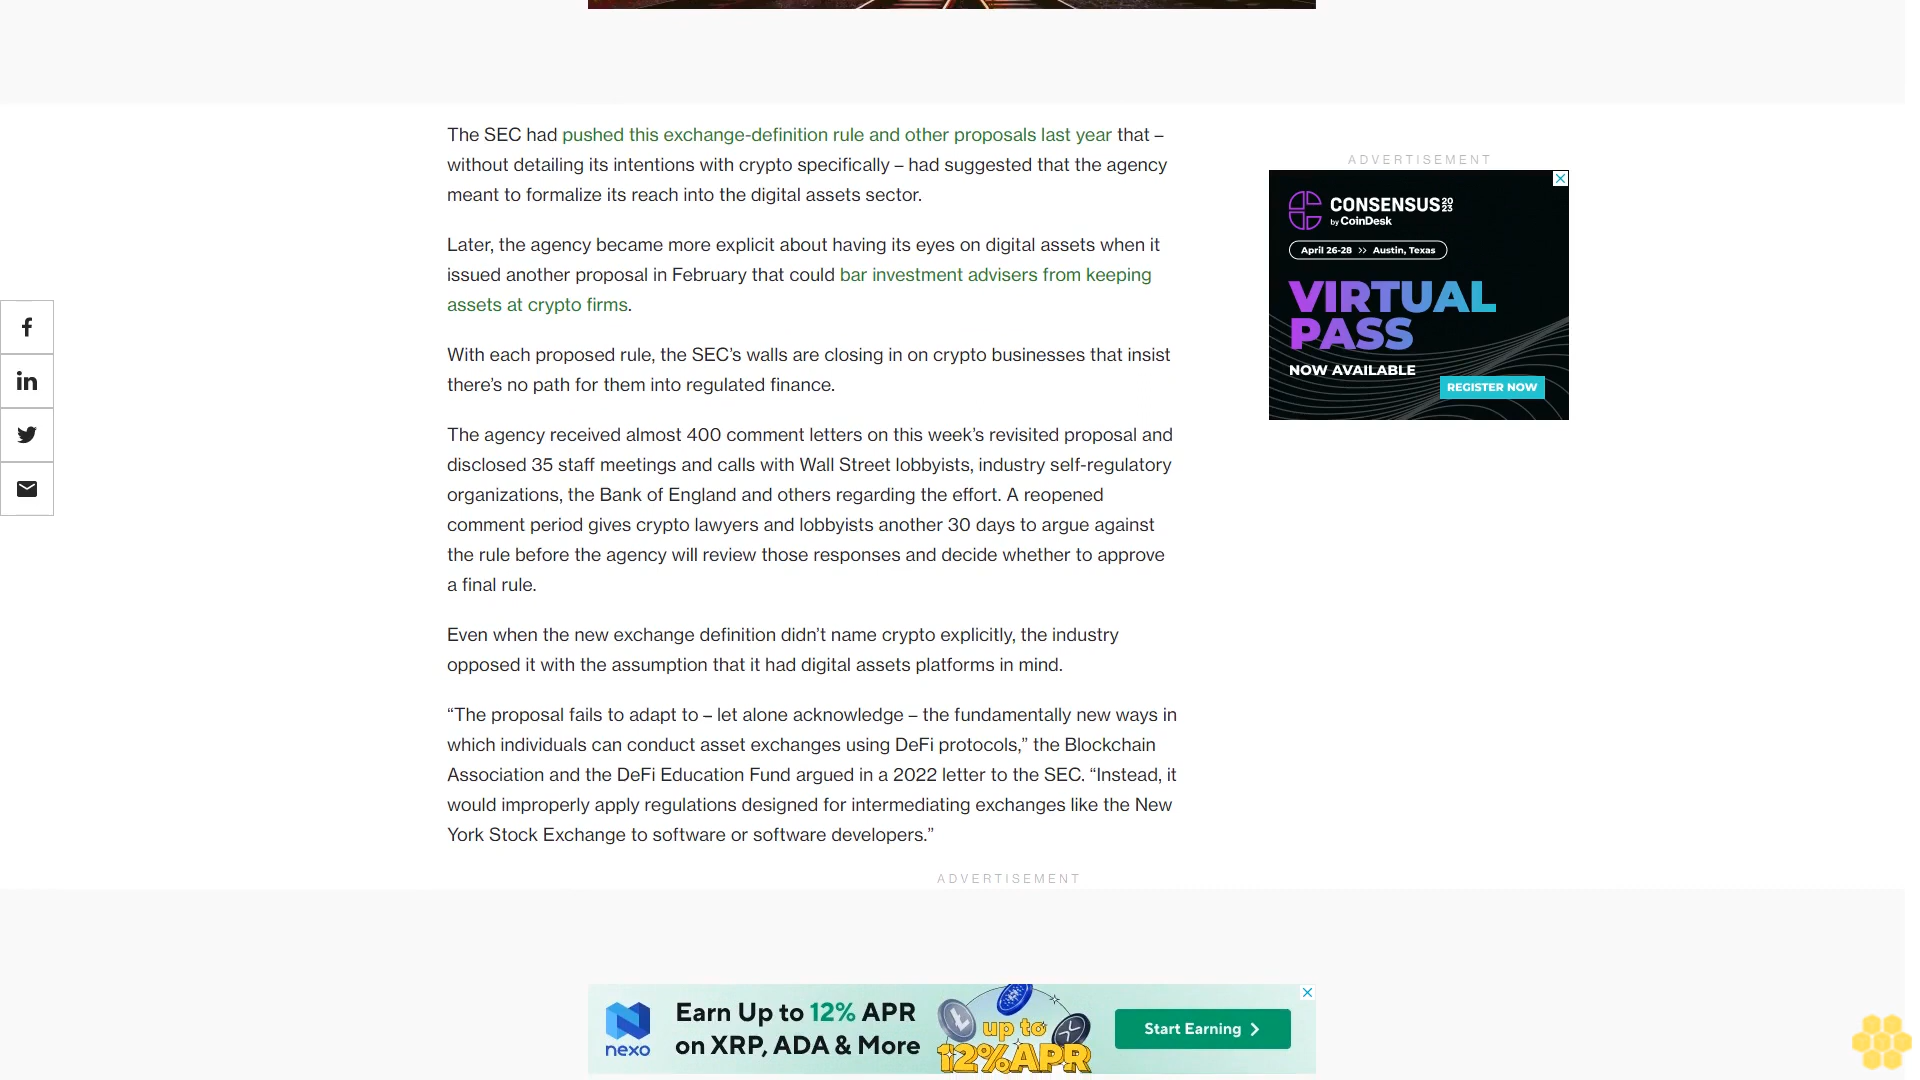 The SEC had pushed this exchange-definition rule and other proposals last year that –
without detailing its intentions with crypto specifically – had suggested that the agency
meant to formalize its reach into the digital assets sector.
Later, the agency became more explicit about having its eyes on digital assets when it
issued another proposal in February that could bar investment advisers from keeping
assets at crypto firms.
With each proposed rule, the SEC’s walls are closing in on crypto businesses that insist
there’s no path for them into regulated finance.
The agency received almost 400 comment letters on this week’s revisited proposal and
disclosed 35 staff meetings and calls with Wall Street lobbyists, industry self-regulatory
organizations, the Bank of England and others regarding the effort. A reopened
comment period gives crypto lawyers and lobbyists another 30 days to argue against
the rule before the agency will review those responses and decide whether to approve
a final rule.
Even when the new exchange definition didn’t name crypto explicitly, the industry
opposed it with the assumption that it had digital assets platforms in mind.
“The proposal fails to adapt to – let alone acknowledge – the fundamentally new ways in
which individuals can conduct asset exchanges using DeFi protocols,” the Blockchain
Association and the DeFi Education Fund argued in a 2022 letter to the SEC. “Instead, it
would improperly apply regulations designed for intermediating exchanges like the New
York Stock Exchange to software or software developers.”
ADVERTISEMENT
CONSENSUS 2023
by CoinDesk
April 26-28 >> Austin, Texas
VIRTUAL
PASS
NOW AVAILABLE
REGISTER NOW
ADVERTISEMENT
nexo
Earn Up to 12% APR
on XRP, ADA & More
up to
12% APR
Start Earning